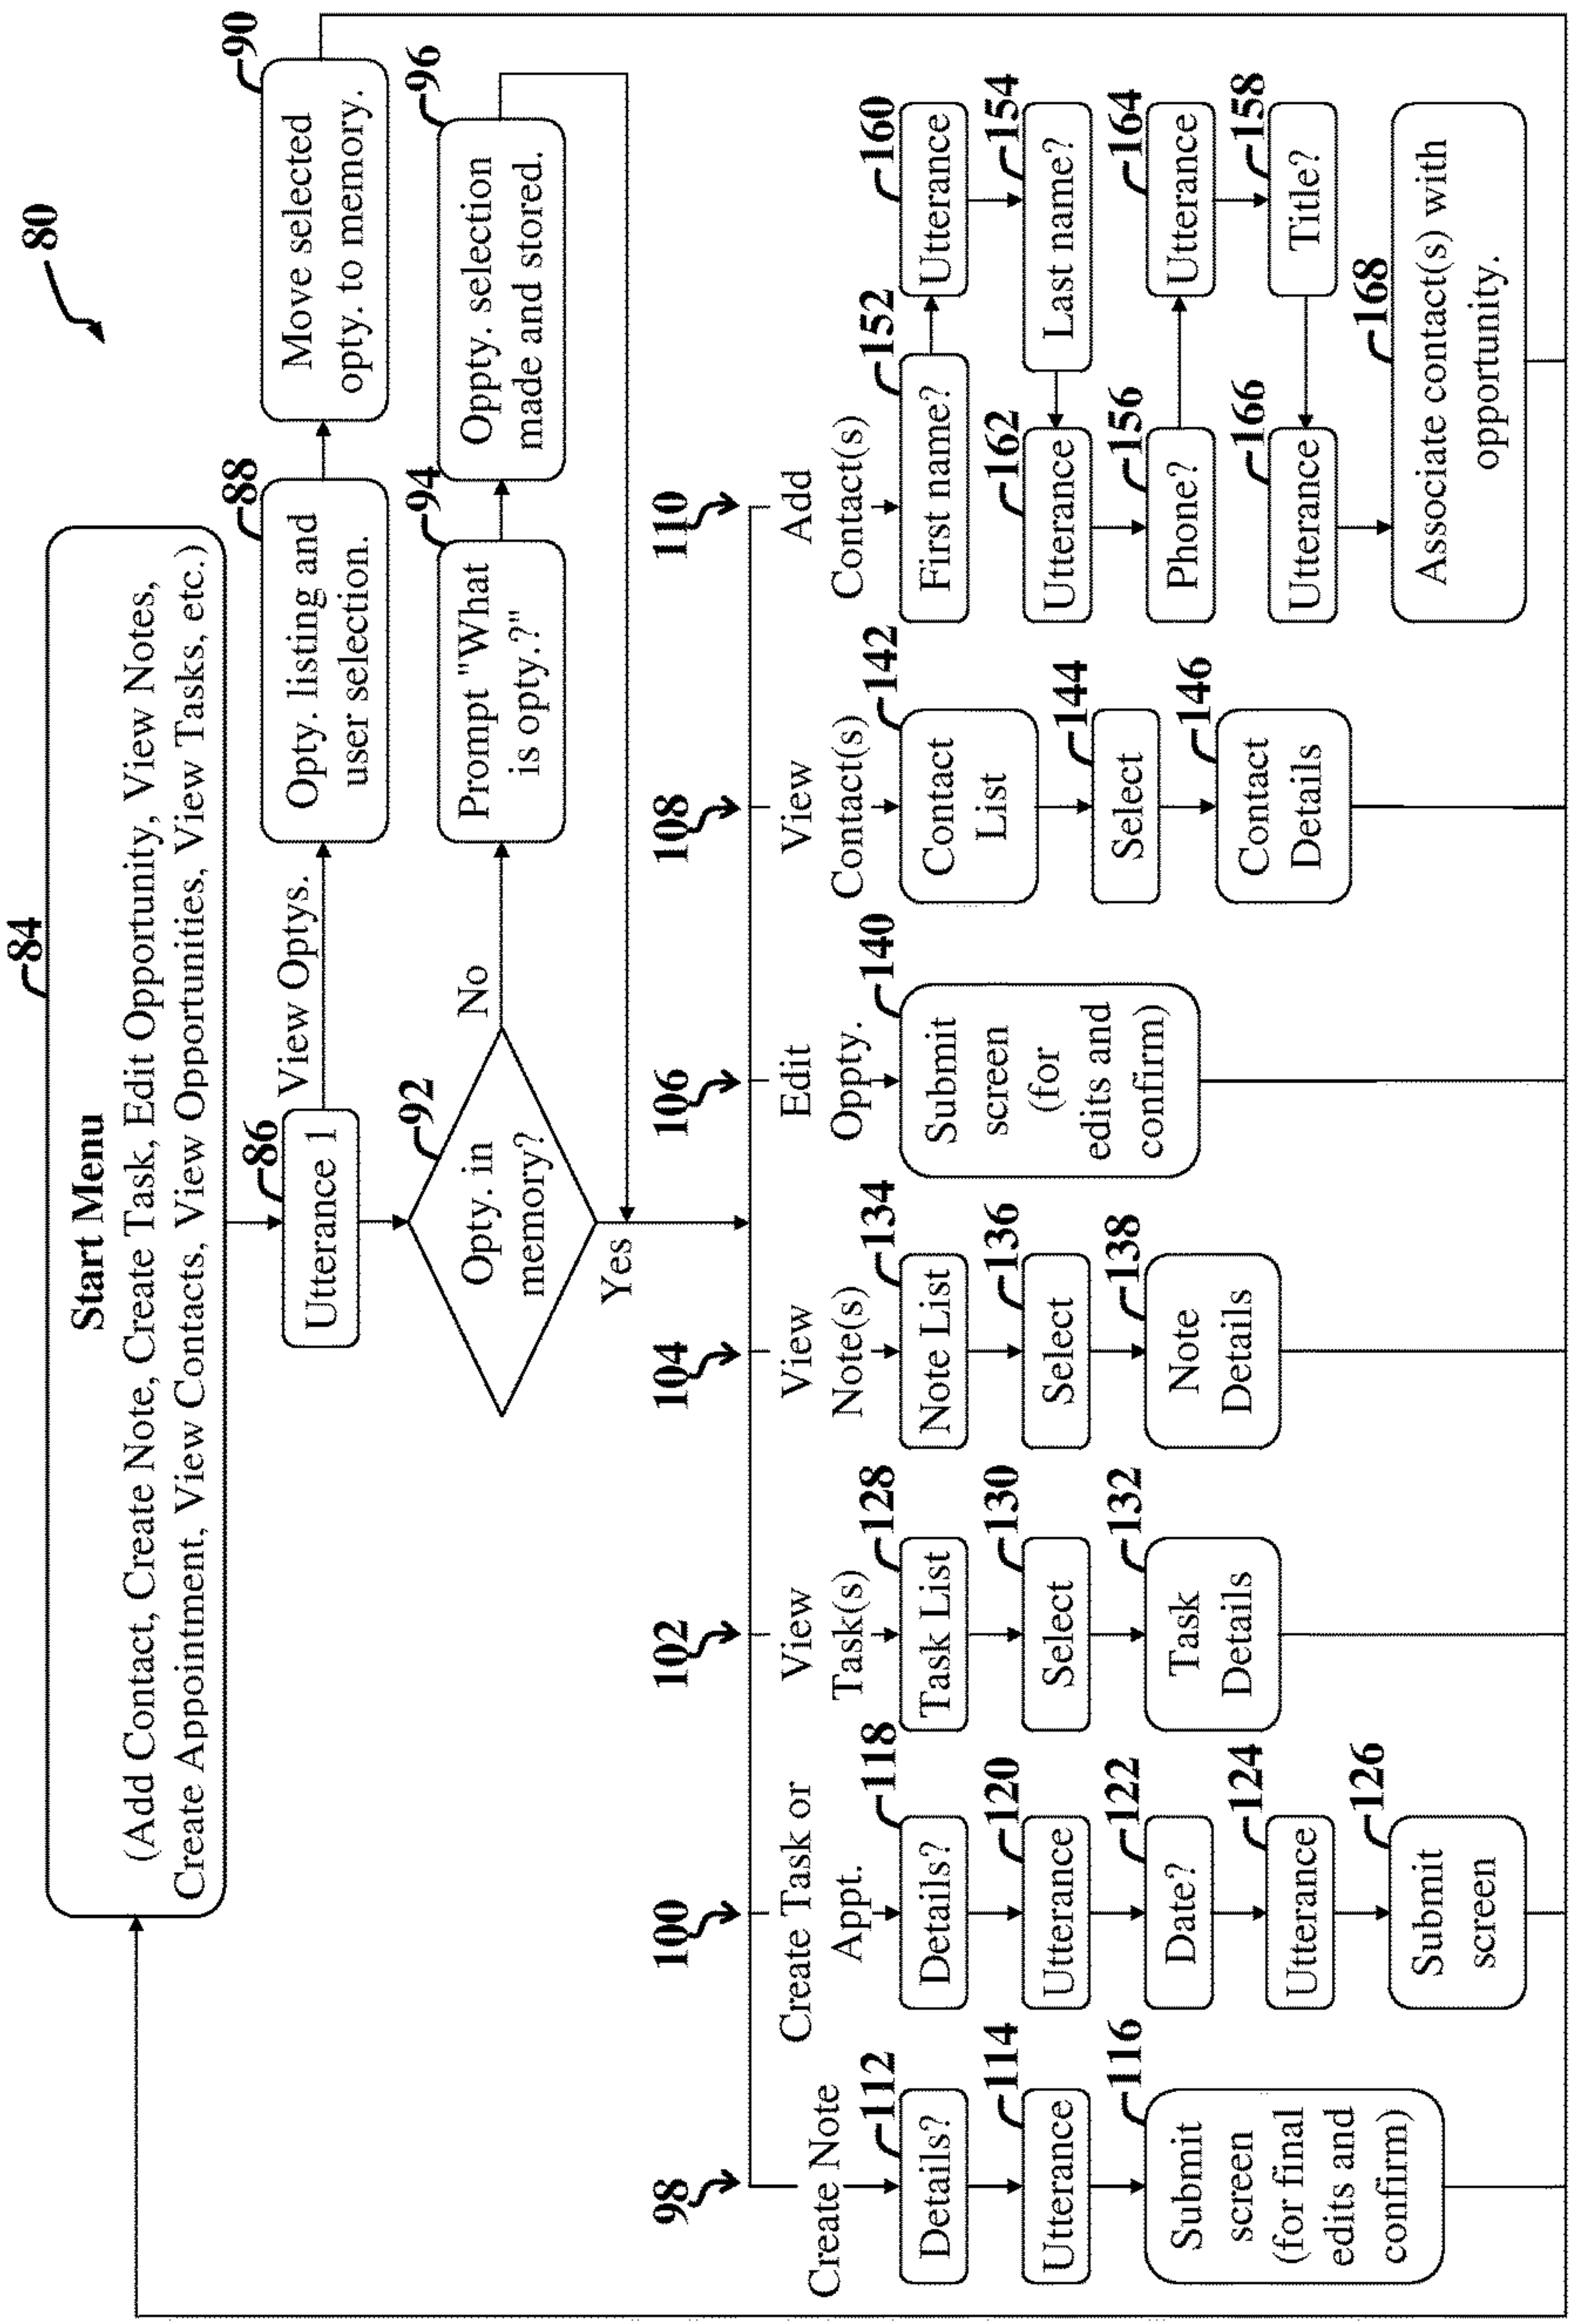 80
84
Start Menu
(Add Contact, Create Note, Create Task, Edit Opportunity, View Notes,
Create Appointment, View Contacts, View Opportunities, View Tasks, etc.)
86
Utterance 1
View Optys.
88
Opty. listing and
user selection.
90
Move selected
opty. to memory.
92
Opty. in
memory?
No
Yes
94
Prompt "What
is opty.?"
96
Oppty. selection
made and stored.
98
Create Note
112
Details?
114
Utterance
116
Submit
screen
(for final
edits and
confirm)
100
Create Task or
Appt.
118
Details?
120
Utterance
122
Date?
124
Utterance
126
Submit
screen
102
View
Task(s)
128
Task List
130
Select
132
Task
Details
104
View
Note(s)
134
Note List
136
Select
138
Note
Details
106
Edit
Oppty.
140
Submit
screen
(for
edits and
confirm)
108
View
Contact(s)
142
Contact
List
144
Select
146
Contact
Details
110
Add
Contact(s)
152
First name?
160
Utterance
154
Last name?
162
Utterance
156
Phone?
164
Utterance
158
Title?
166
Utterance
168
Associate contact(s) with
opportunity.